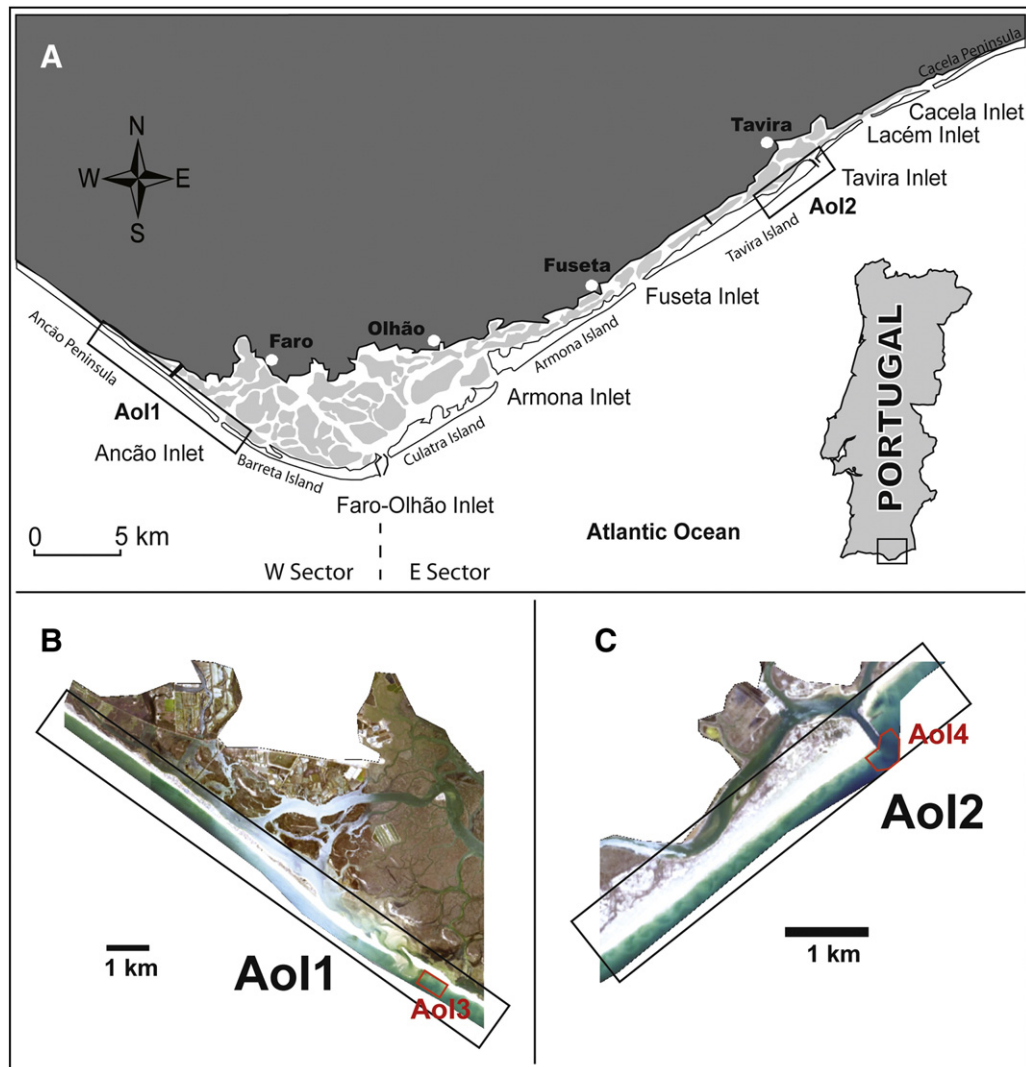 A
N
W E
S
Cacela Peninsula
Cacela Inlet
Lacém Inlet
Tavira
Tavira Inlet
AoI2
Tavira Island
Fuseta
Fuseta Inlet
Armona Island
Olhão
Faro
Armona Inlet
Ancão Peninsula
AoI1
Ancão Inlet
Barreta Island
Culatra Island
Faro-Olhão Inlet
Atlantic Ocean
PORTUGAL
0 5 km
W Sector E Sector
B
AoI3
AoI1
1 km
C
AoI4
AoI2
1 km